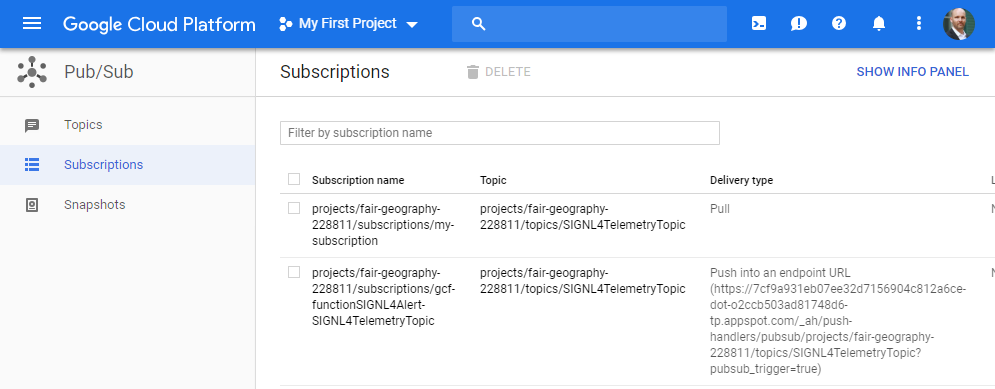 Google Cloud Platform
My First Project
Pub/Sub
Subscriptions
DELETE
SHOW INFO PANEL
Topics
Subscriptions
Snapshots
Filter by subscription name
Subscription name
Topic
Delivery type
L
projects/fair-geography-
228811/subscriptions/my-
subscription
projects/fair-geography-
228811/topics/SIGNL4TelemetryTopic
Pull
projects/fair-geography-
228811/subscriptions/gcf-
functionSIGNL4Alert-
SIGNL4TelemetryTopic
projects/fair-geography-
228811/topics/SIGNL4TelemetryTopic
Push into an endpoint URL
(https://7cf9a931eb07ee32d7156904c812a6ce-
dot-o2ccb503ad81748d6-
tp.appspot.com/_ah/push-
handlers/pubsub/projects/fair-geography-
228811/topics/SIGNL4TelemetryTopic?
pubsub_trigger=true)